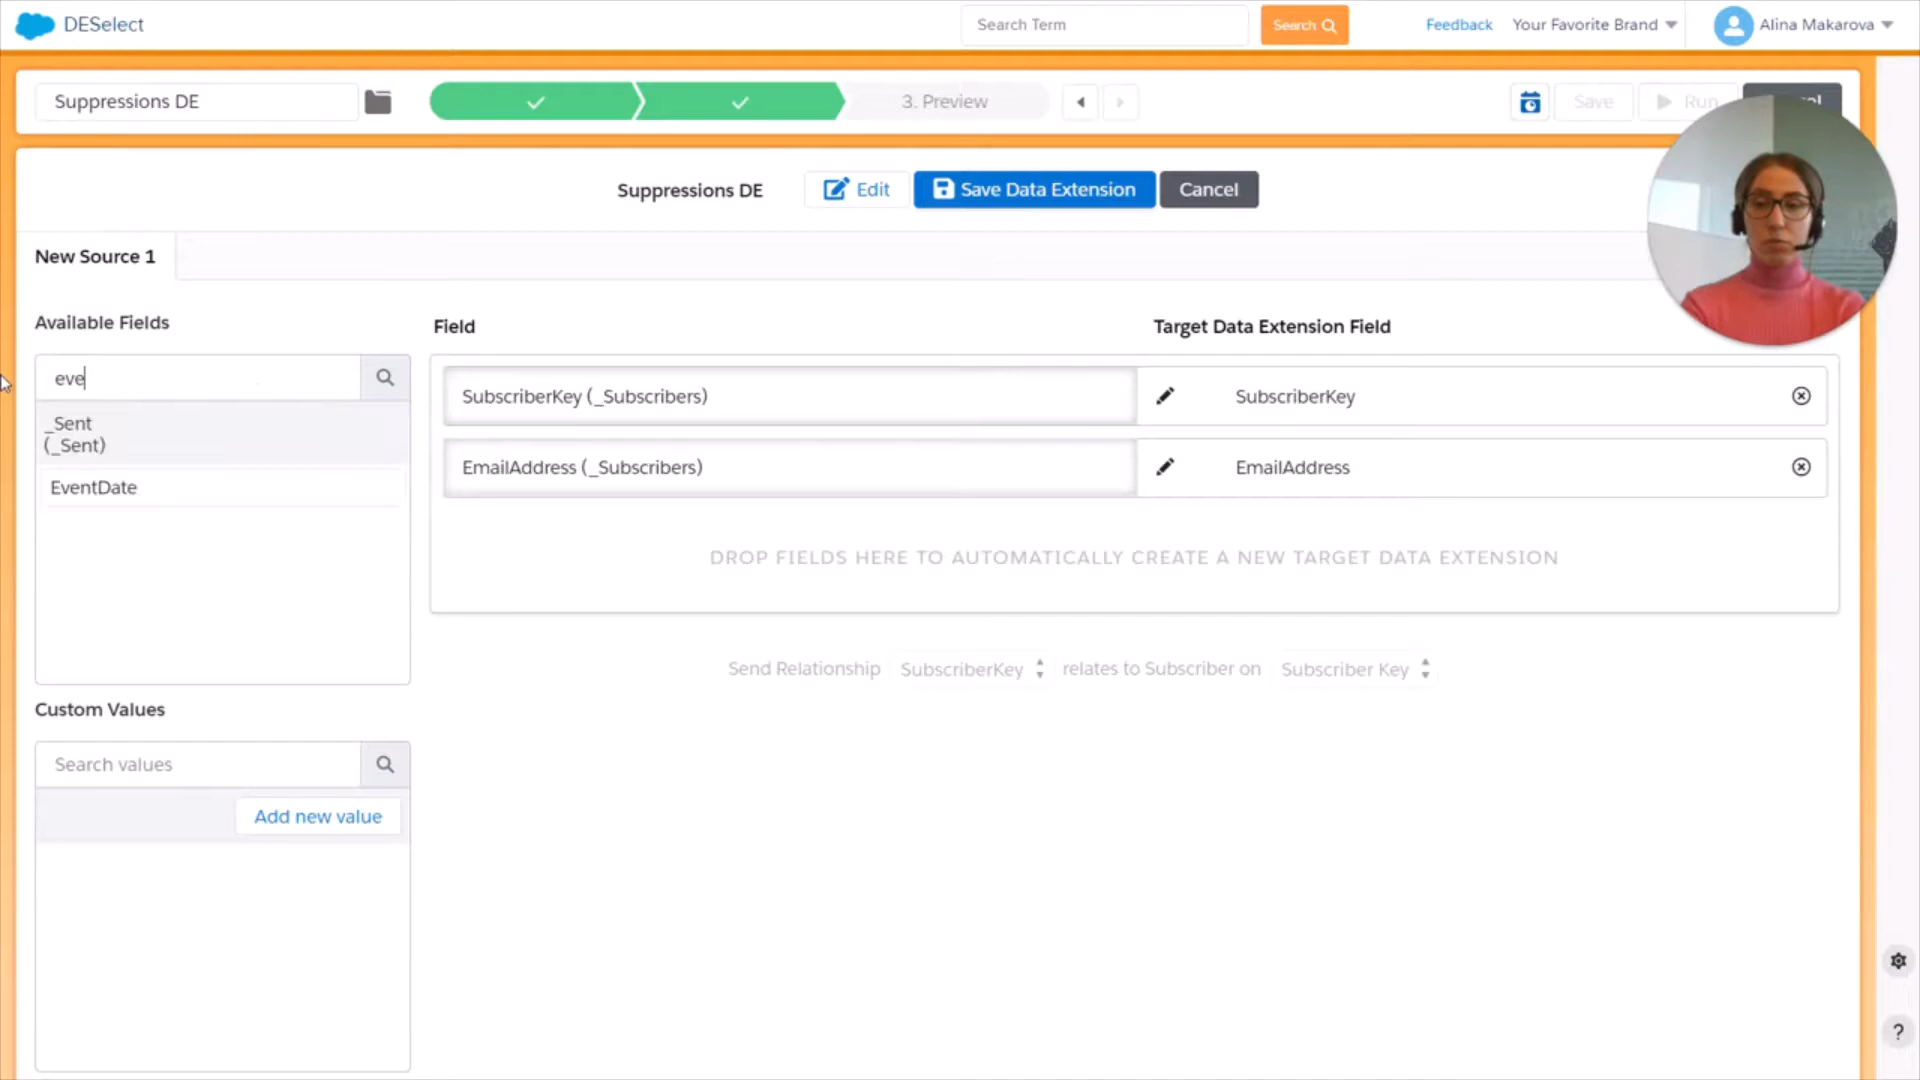 DESelect
Search Term
Search
Feedback
Your Favorite Brand
Alina Makarova
Suppressions DE
3. Preview
Save
Run
Suppressions DE
Edit
Save Data Extension
Cancel
New Source 1
Available Fields
Field
Target Data Extension Field
eve
SubscriberKey (_Subscribers)
SubscriberKey
_Sent
(_Sent)
EmailAddress (_Subscribers)
EmailAddress
EventDate
DROP FIELDS HERE TO AUTOMATICALLY CREATE A NEW TARGET DATA EXTENSION
Send Relationship SubscriberKey relates to Subscriber on Subscriber Key
Custom Values
Search values
Add new value
?